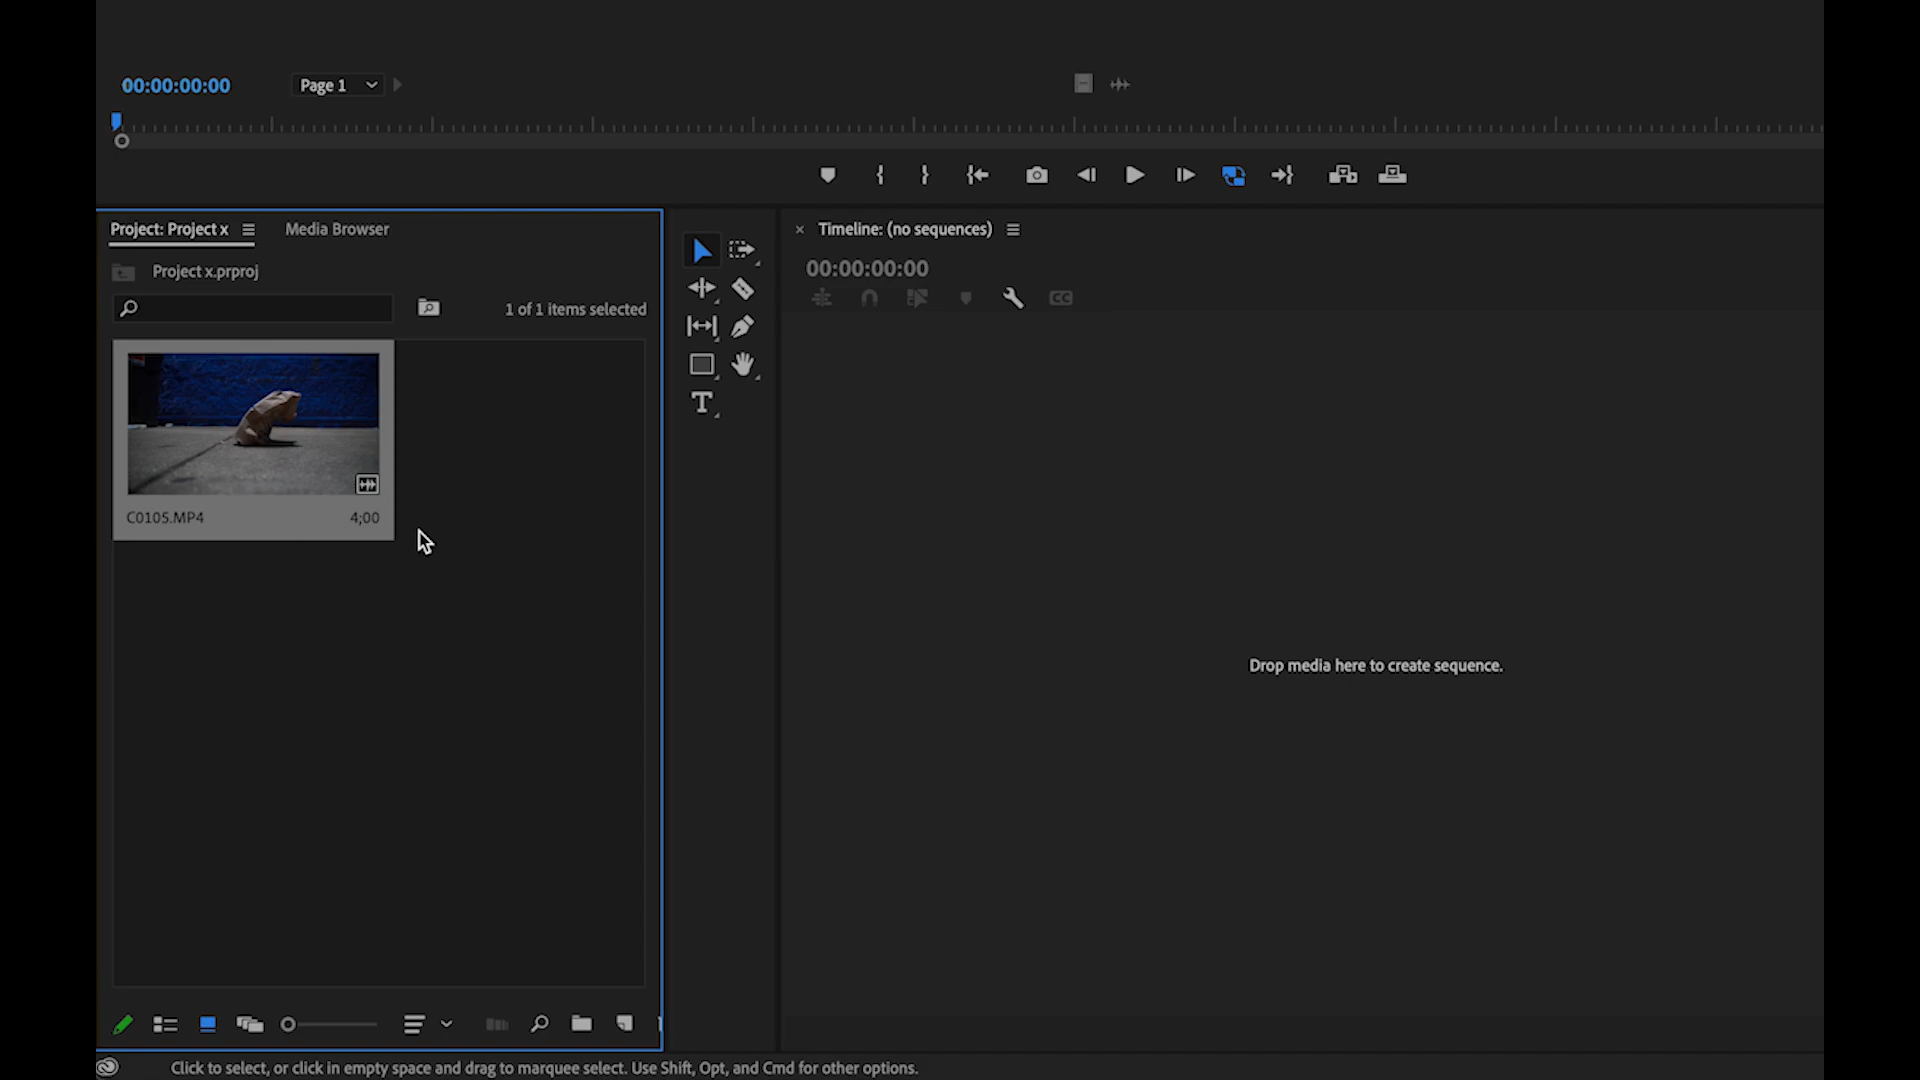 00:00:00:00
Page 1
Project: Project x
Media Browser
Project x.prproj
1 of 1 items selected
C0105.MP4
4;00
T
Timeline: (no sequences)
00:00:00:00
CC
Drop media here to create sequence.
Click to select, or click in empty space and drag to marquee select. Use Shift, Opt, and Cmd for other options.